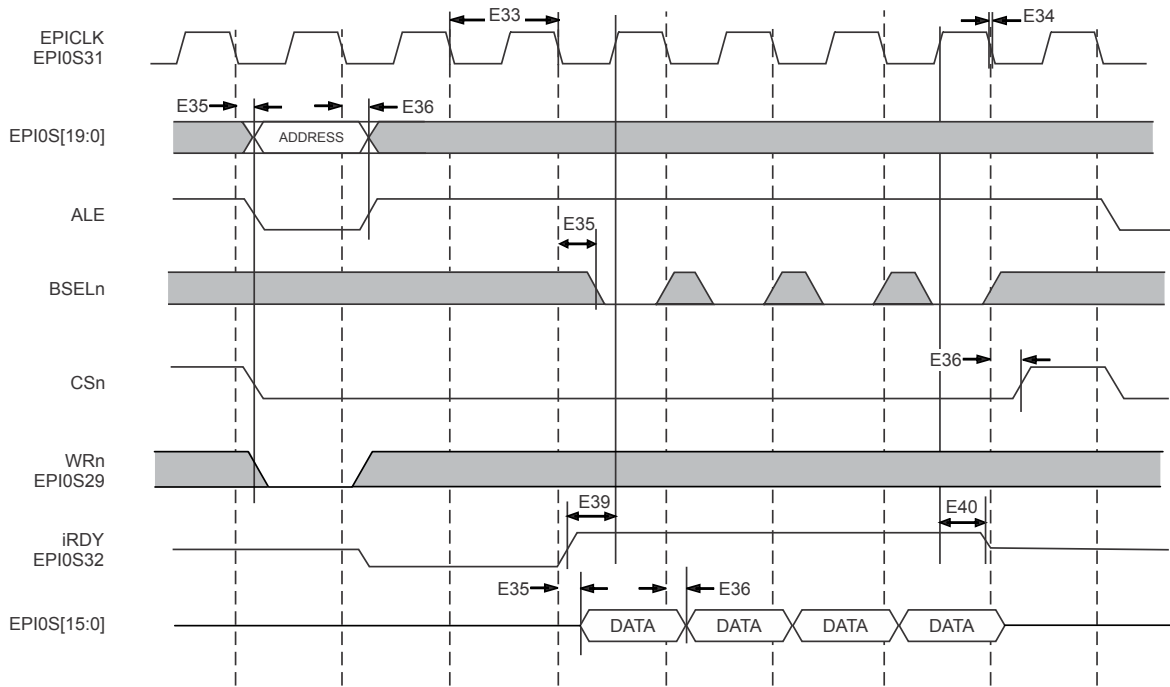 E33
E34
EPICLK
EPI0S31
E35
E36
EPI0S[19:0]
ADDRESS
ALE
E35
BSELn
E36
CSn
WRn
EPI0S29
E39
E40
iRDY
EPI0S32
E35
E36
EPI0S[15:0]
DATA DATA DATA DATA